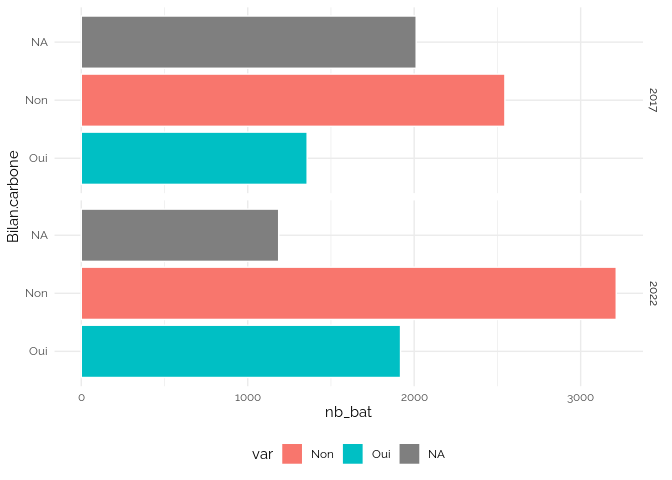 NA
Non
Oui
2017
NA
Non
Oui
2022
Bilan.carbone
0 1000 2000 3000
nb_bat
var Non Oui NA